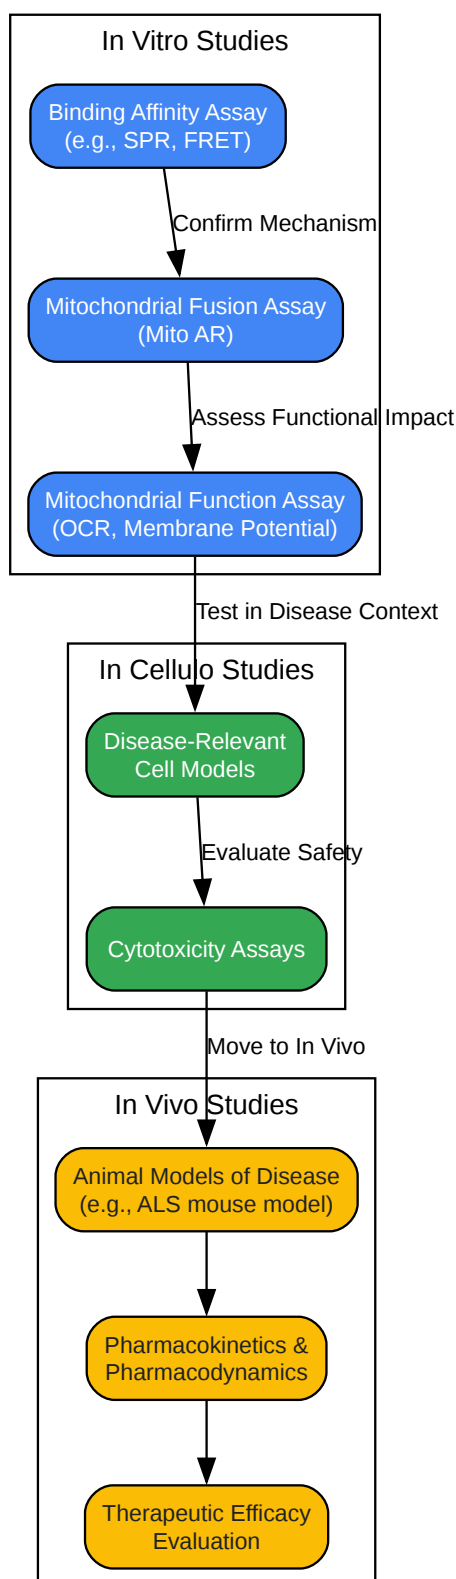 In Vitro Studies
Binding Affinity Assay
(e.g., SPR, FRET)
Confirm Mechanism
Mitochondrial Fusion Assay
(Mito AR)
Assess Functional Impact
Mitochondrial Function Assay
(OCR, Membrane Potential)
Test in Disease Context
In Cellulo Studies
Disease-Relevant
Cell Models
Evaluate Safety
Cytotoxicity Assays
Move to In Vivo
In Vivo Studies
Animal Models of Disease
(e.g., ALS mouse model)
Pharmacokinetics &
Pharmacodynamics
Therapeutic Efficacy
Evaluation